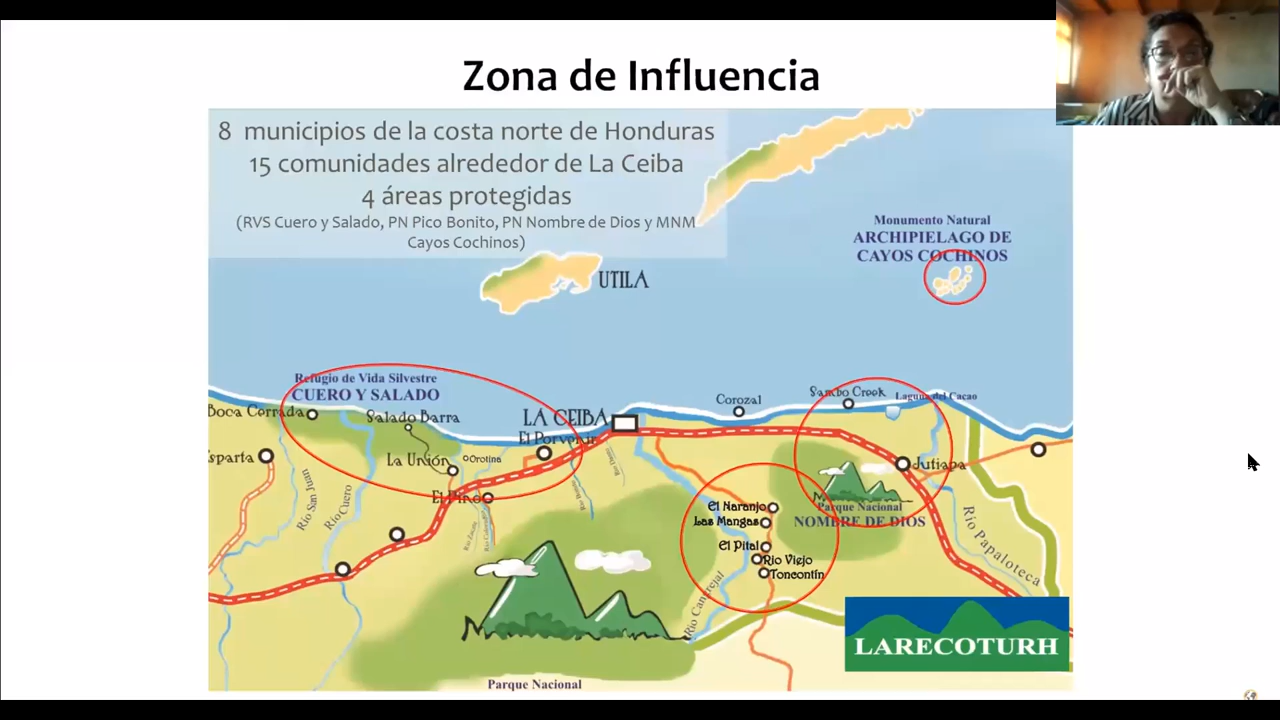 Zona de Influencia
8 municipios de la costa norte de Honduras
15 comunidades alrededor de La Ceiba
4 áreas protegidas
(RVS Cuero y Salado, PN Pico Bonito, PN Nombre de Dios y MNM
Cayos Cochinos)
Monumento Natural
ARCHIPIELAGO DE
CAYOS COCHINOS
UTILA
Refugio de Vida Silvestre
CUERO Y SALADO
Boca Cerrada
Salado Barra
LA CEIBA
El Porvenir
Corozal
Sambo Creek
Laguna del Cacao
sparta
La Unión
Orotina
El Pino
Jutiapa
Río San Juan
Río Cuero
El Naranjo
Las Mangas
El Pital
Rio Viejo
Toncontín
Parque Nacional
NOMBRE DE DIOS
Río Papaloteca
Río Cangrejal
LARECOTURH
Parque Nacional